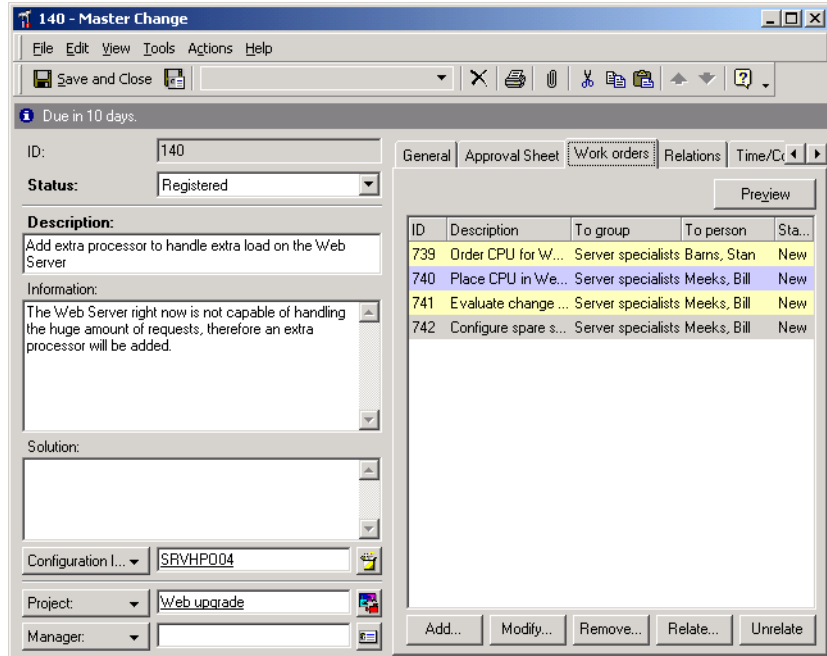 140 - Master Change
File Edit View Tools Actions Help
Save and Close
Due in 10 days.
ID: 140
Status: Registered
Description:
Add extra processor to handle extra load on the Web
Server
Information:
The Web Server right now is not capable of handling
the huge amount of requests, therefore an extra
processor will be added.
Solution:
Configuration I... SRVHPO04
Project: Web upgrade
Manager:
General Approval Sheet Work orders Relations Time/Co
Preview
ID Description To group To person Sta...
739 Order CPU for W... Server specialists Barns, Stan New
740 Place CPU in We... Server specialists Meeks, Bill New
741 Evaluate change ... Server specialists Meeks, Bill New
742 Configure spare s... Server specialists Meeks, Bill New
Add... Modify... Remove... Relate... Unrelate